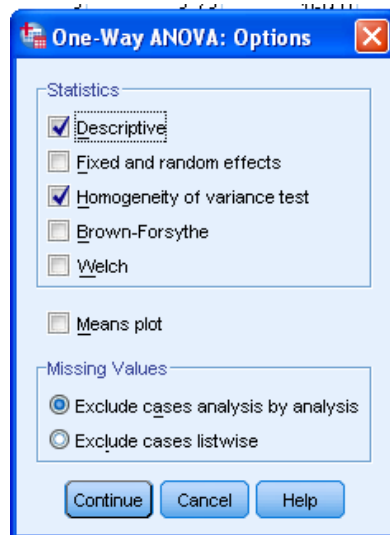 One-Way ANOVA: Options
Statistics
Descriptive
Fixed and random effects
Homogeneity of variance test
Brown-Forsythe
Welch
Means plot
Missing Values
Exclude cases analysis by analysis
Exclude cases listwise
Continue Cancel Help